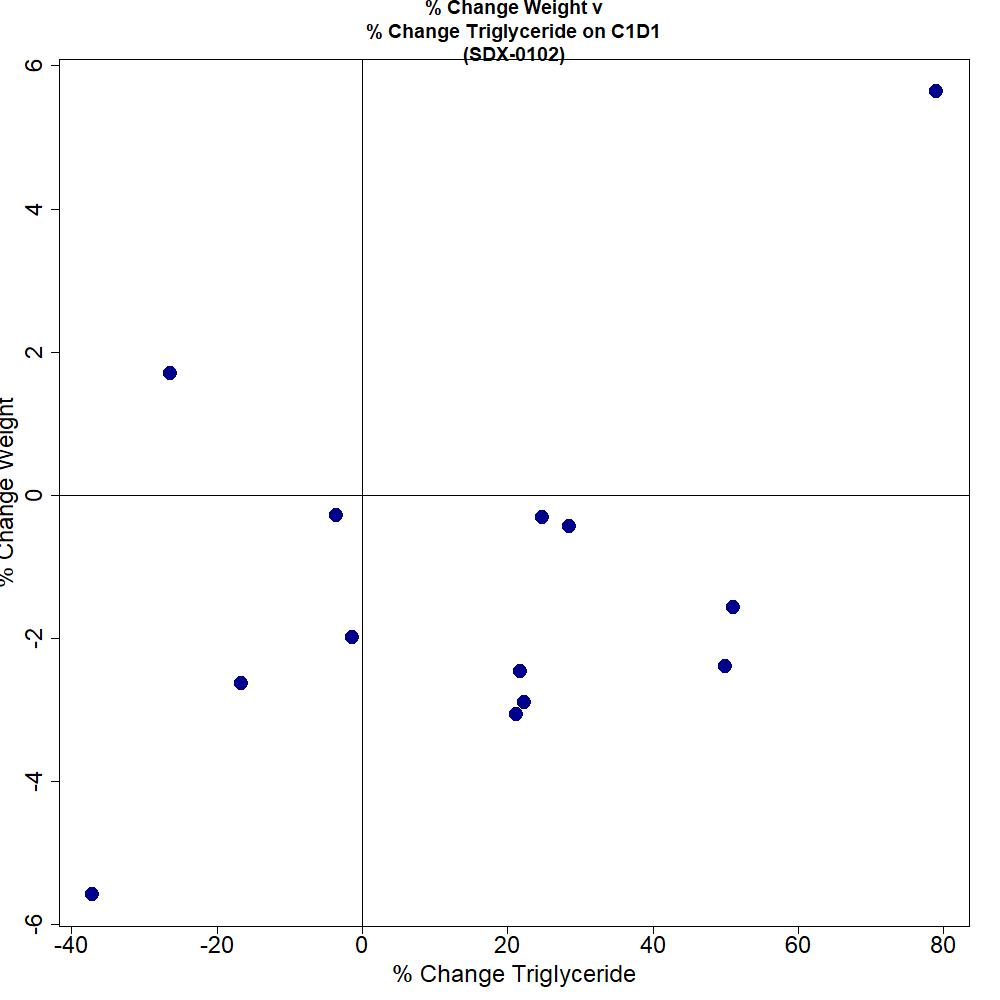 % Change Weight v
% Change Triglyceride on C1D1
(SDX-0102)
6
4
2
0
-2
-4
-6
% Change Weight
-40
-20
0
20
40
60
80
% Change Triglyceride